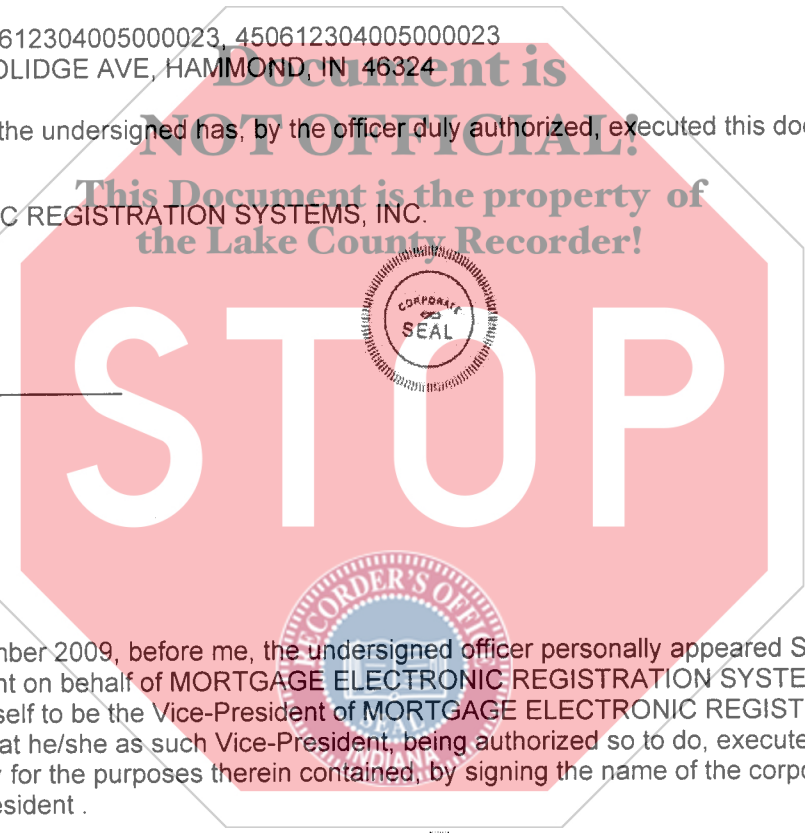 612304005000023, 450612304005000023
OLIDGE AVE, HAMMOND, IN 46324
Document is
the undersigned has, by the officer duly authorized, executed this do
NOT OFFICIAL!
This Document is the property of
C REGISTRATION SYSTEMS, INC.
the Lake County Recorder!
CORPORATE
SEAL
STOP
RECORDER'S OFFICE
mber 2009, before me, the undersigned officer personally appeared S
nt on behalf of MORTGAGE ELECTRONIC REGISTRATION SYSTE
self to be the Vice-President of MORTGAGE ELECTRONIC REGIST
SEAL
at he/she as such Vice-President, being authorized so to do, execute
y for the purposes therein contained, by signing the name of the corpo
INDIANA
esident .